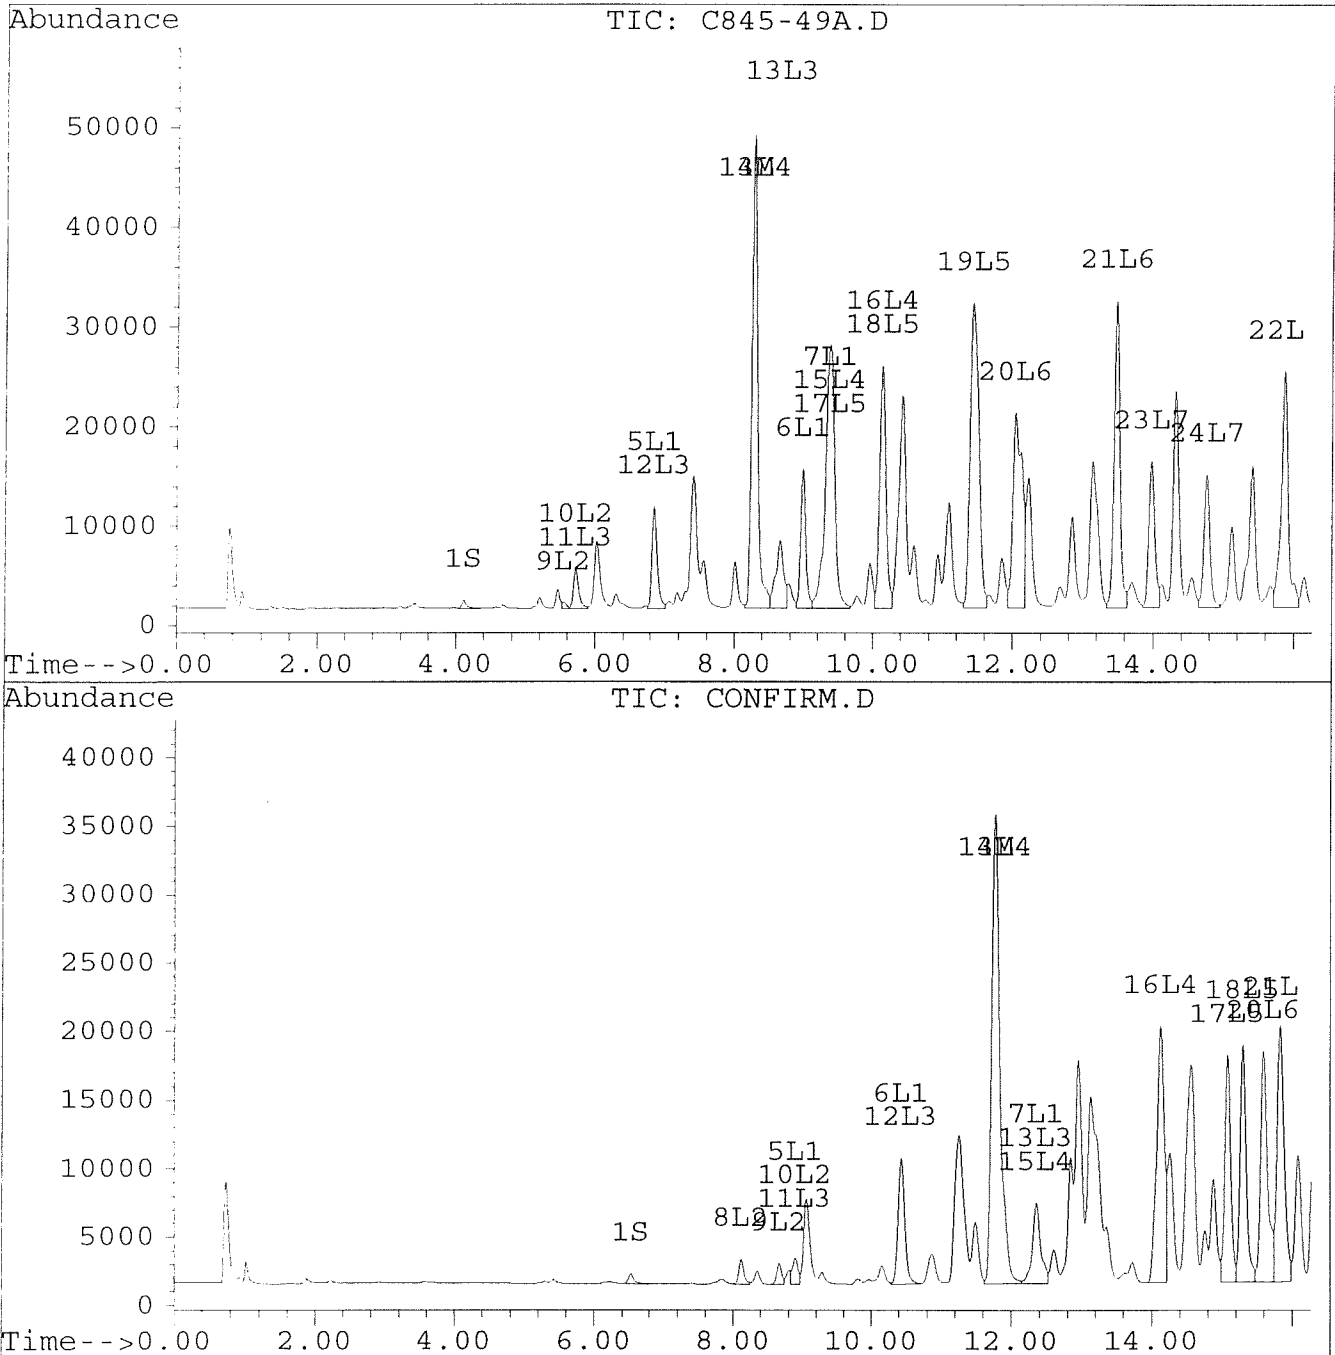 Abundance TIC: C845-49A.D
13L3
50000
40000
19L5 21L6
30000
16L4
18L5
22L
7L1
15L4
17L5
20L6
20000
6L1
23L7
24L7
5L1
12L3
10000
10L2
11L3
9L2
1S
0
Time-->0.00 2.00 4.00 6.00 8.00 10.00 12.00 14.00
Abundance TIC: CONFIRM.D
40000
35000
30000
25000
16L4
21L
20L6
20000
15000
6L1
12L3
7L1
13L3
15L4
10000
5L1
10L2
11L3
8L2
9L2
5000
1S
0
Time-->0.00 2.00 4.00 6.00 8.00 10.00 12.00 14.00